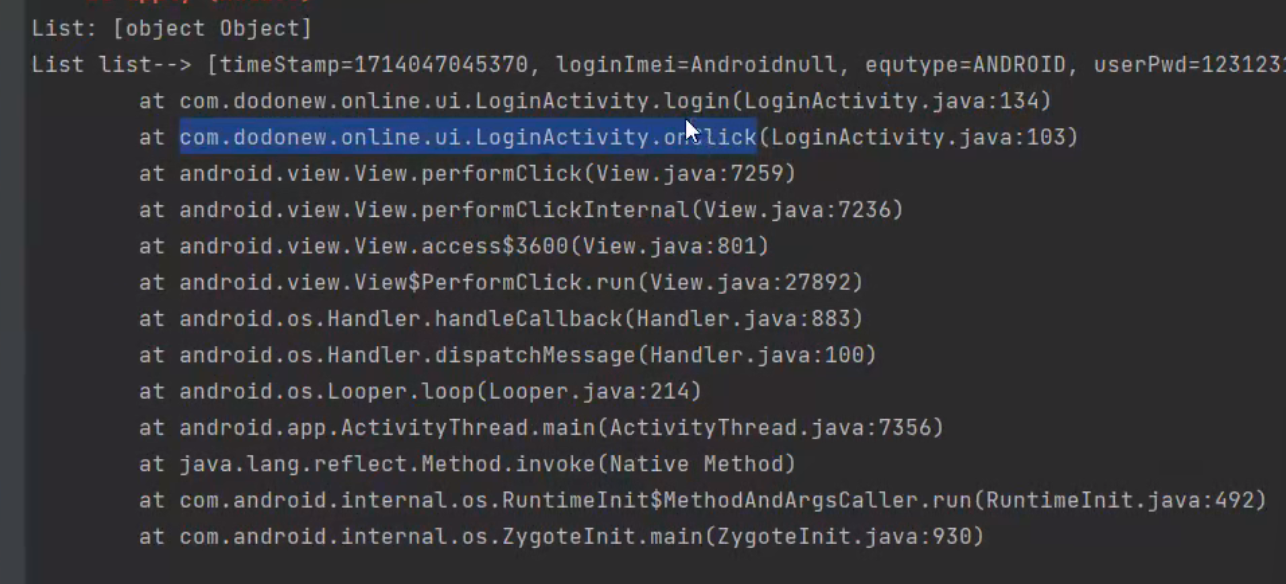 List: [object Object]
List list--> [timeStamp=1714047045370, loginImei=Androidnull, equtype=ANDROID, userPwd=1231231
at com.dodonew.online.ui.LoginActivity.login(LoginActivity.java:134)
at com.dodonew.online.ui.LoginActivity.onClick(LoginActivity.java:103)
at android.view.View.performClick(View.java:7259)
at android.view.View.performClickInternal(View.java:7236)
at android.view.View.access$3600(View.java:801)
at android.view.View$PerformClick.run(View.java:27892)
at android.os.Handler.handleCallback(Handler.java:883)
at android.os.Handler.dispatchMessage(Handler.java:100)
at android.os.Looper.loop(Looper.java:214)
at android.app.ActivityThread.main(ActivityThread.java:7356)
at java.lang.reflect.Method.invoke(Native Method)
at com.android.internal.os.RuntimeInit$MethodAndArgsCaller.run(RuntimeInit.java:492)
at com.android.internal.os.ZygoteInit.main(ZygoteInit.java:930)